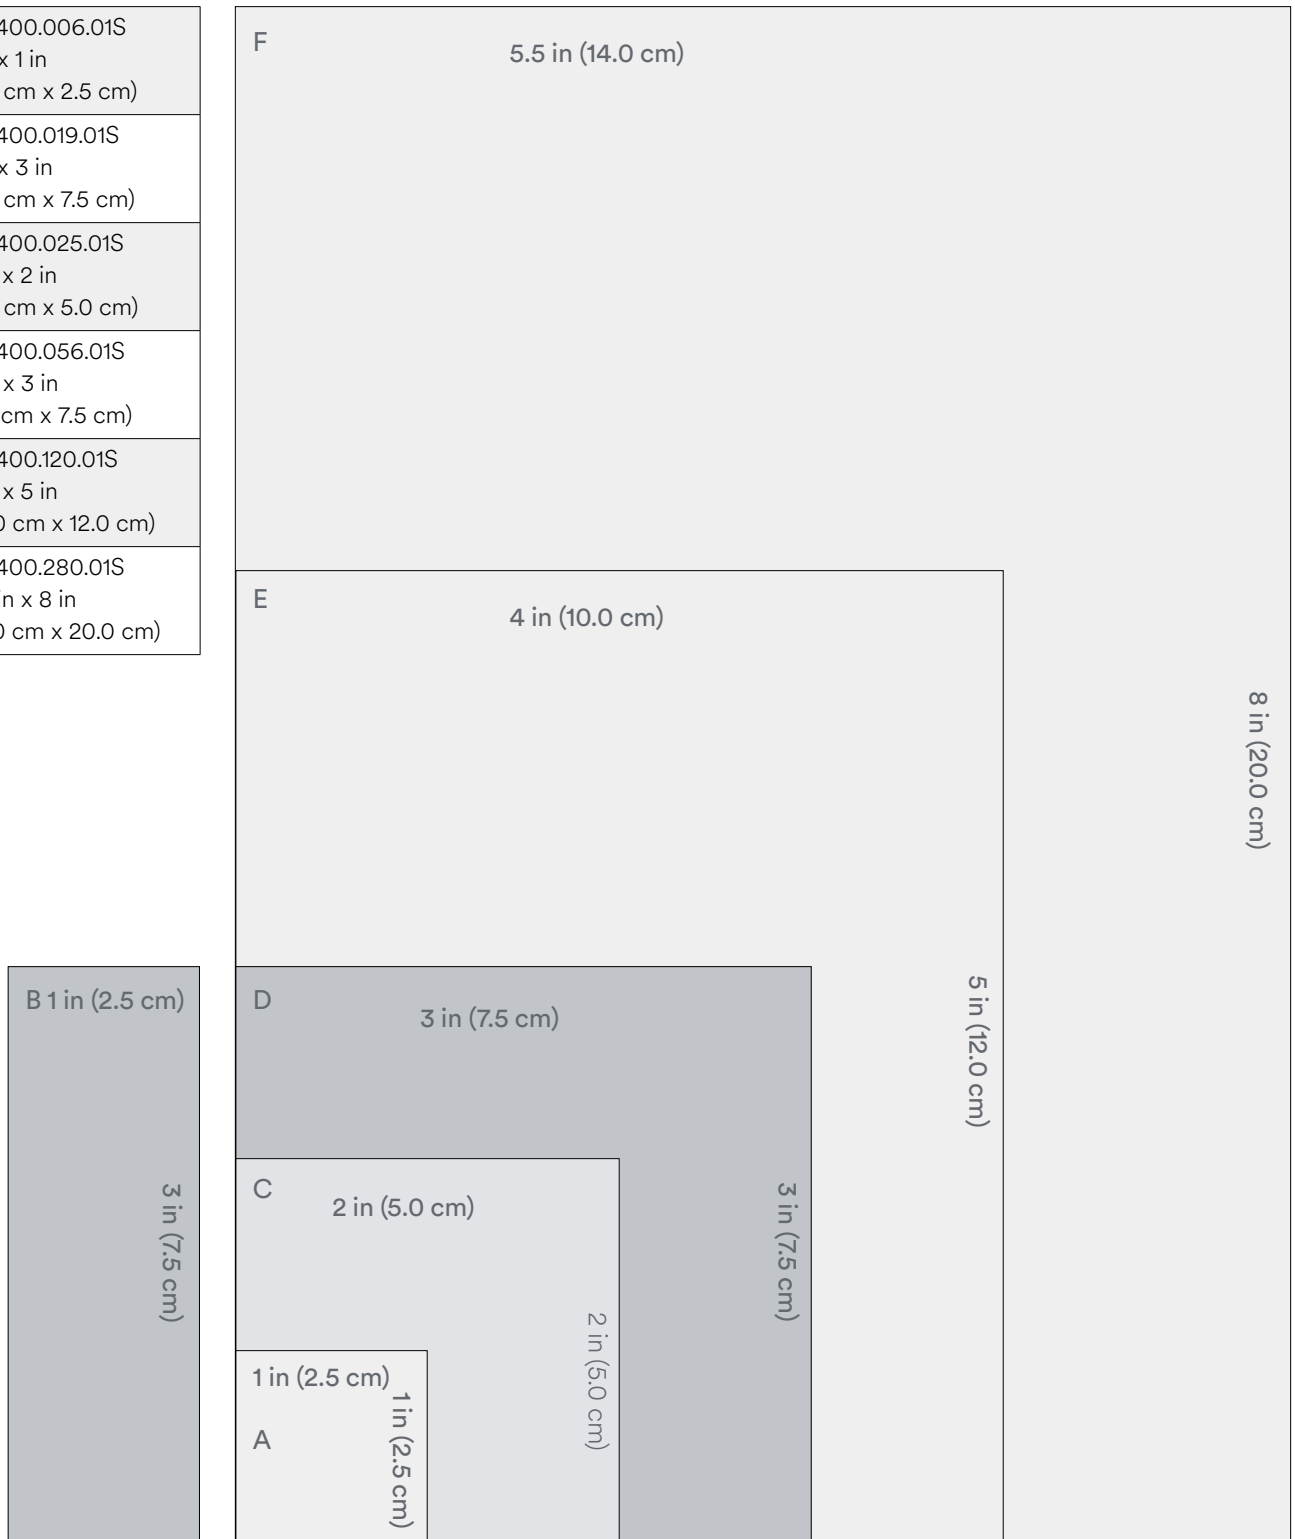 400.006.01S
x 1 in
cm x 2.5 cm)
400.019.01S
x 3 in
cm x 7.5 cm)
400.025.01S
x 2 in
cm x 5.0 cm)
400.056.01S
x 3 in
cm x 7.5 cm)
400.120.01S
x 5 in
0 cm x 12.0 cm)
400.280.01S
in x 8 in
0 cm x 20.0 cm)
F
5.5 in (14.0 cm)
8 in (20.0 cm)
E
4 in (10.0 cm)
5 in (12.0 cm)
B 1 in (2.5 cm)
3 in (7.5 cm)
D
3 in (7.5 cm)
3 in (7.5 cm)
C
2 in (5.0 cm)
2 in (5.0 cm)
1 in (2.5 cm)
1 in (2.5 cm)
A